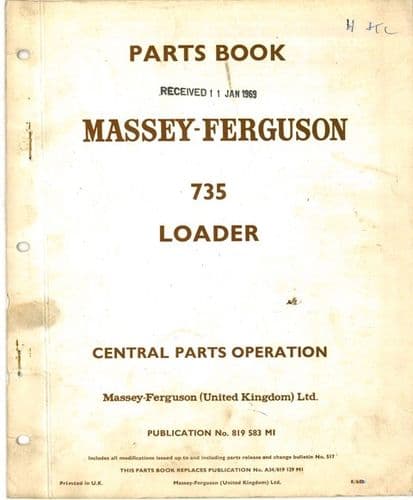 PARTS BOOK
RECEIVED 11 JAN 1969
MASSEY-FERGUSON
735
LOADER
CENTRAL PARTS OPERATION
Massey-Ferguson (United Kingdom) Ltd.
PUBLICATION No. 819 583 M1
Includes all modifications issued up to and including parts release and change bulletin No. 517
THIS PARTS BOOK REPLACES PUBLICATION No. A34/819 129 M1
Printed in U.K. Massey-Ferguson (United Kingdom) Ltd.